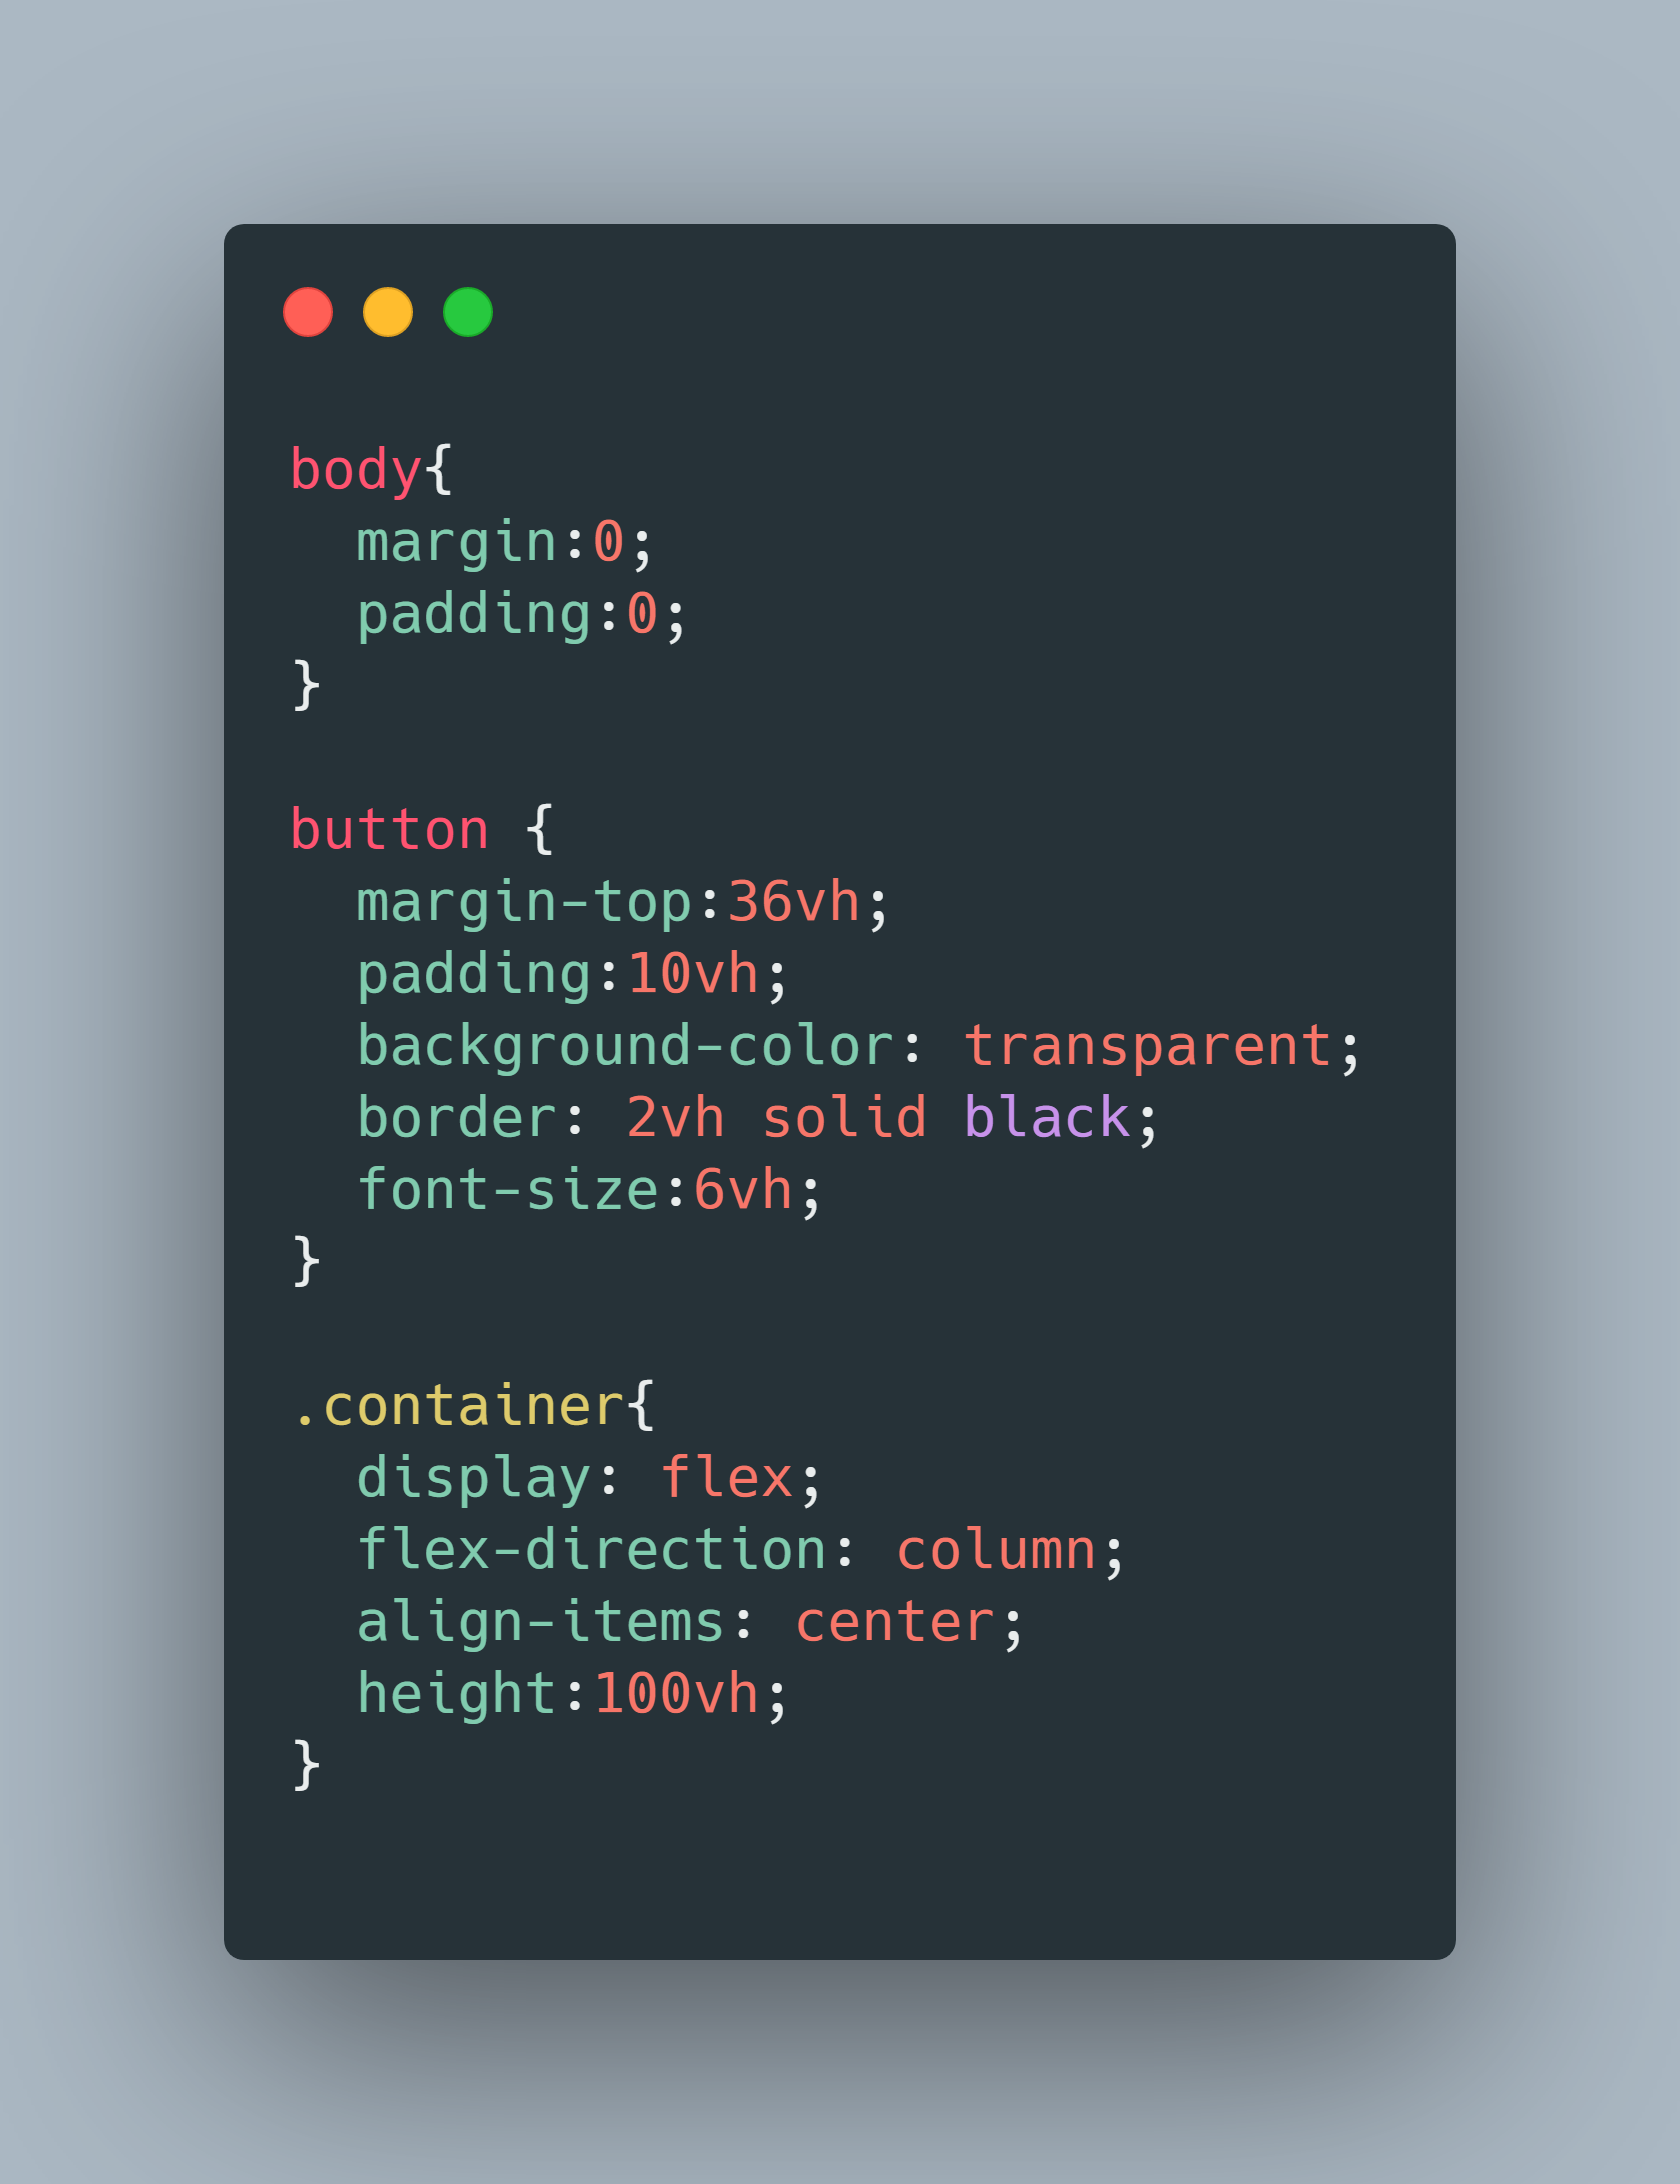 body{
  margin:0;
  padding:0;
}

button {
  margin-top:36vh;
  padding:10vh;
  background-color: transparent;
  border: 2vh solid black;
  font-size:6vh;
}

.container{
  display: flex;
  flex-direction: column;
  align-items: center;
  height:100vh;
}